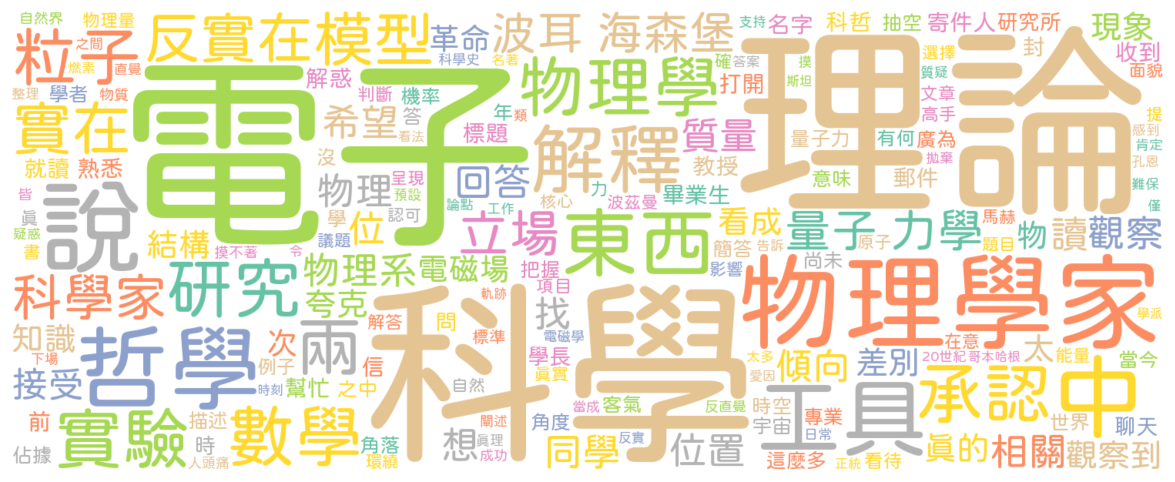 自然界 物理量 反實在模型 革命 波耳 海森堡 支持 名字 科哲 抽空 寄件人 研究所 現象
粒子 之間 燃素 直覺 科學史 名著 確 答案 摸 選擇 封 收到
整理 學者 物質 解惑 判斷 機率 物理學 打開 斯坦 質疑 文章 面貌
電子 年 類 理論 高手
實在 希望 看法 標題 解釋 質量 量子力 有何 廣為 提 感到 肯定
就讀 熟悉 答 沒 教授 拋棄 孔恩
物理 呈現 預設 力 回答 核心 波茲曼 畢業生 意味 郵件 難保 僅
皆 說 真 疑惑 書 結構 學 位 認可 論點 工作 立場 東西 看成 量子力學 馬赫 物 讀 觀察
摸不著 議題 令 簡答 告訴 原子 題目
科學家 研究 物理系 電磁場 把握 影響 尚未 物理學家
夸克 軌跡 項目 學派
知識 下場 哲學 次 兩 解答 問 科學 標準 電磁學 找 在意 20世紀 哥本哈根 太 能量 當今
接受 時刻 例子 信 學長 太多 傾向 差別
幫忙 之中 自然 真實 愛因 工具 承認 中
前 實驗 描述 數學 角落 想 闡述 當成 客氣 反直覺 時空 專業 世界 聊天
佔據 時 人頭痛 環繞 真理 成功 角度 反實 同學 位置 宇宙 日常 這麼多 正統 看待 真的 相關 觀察到